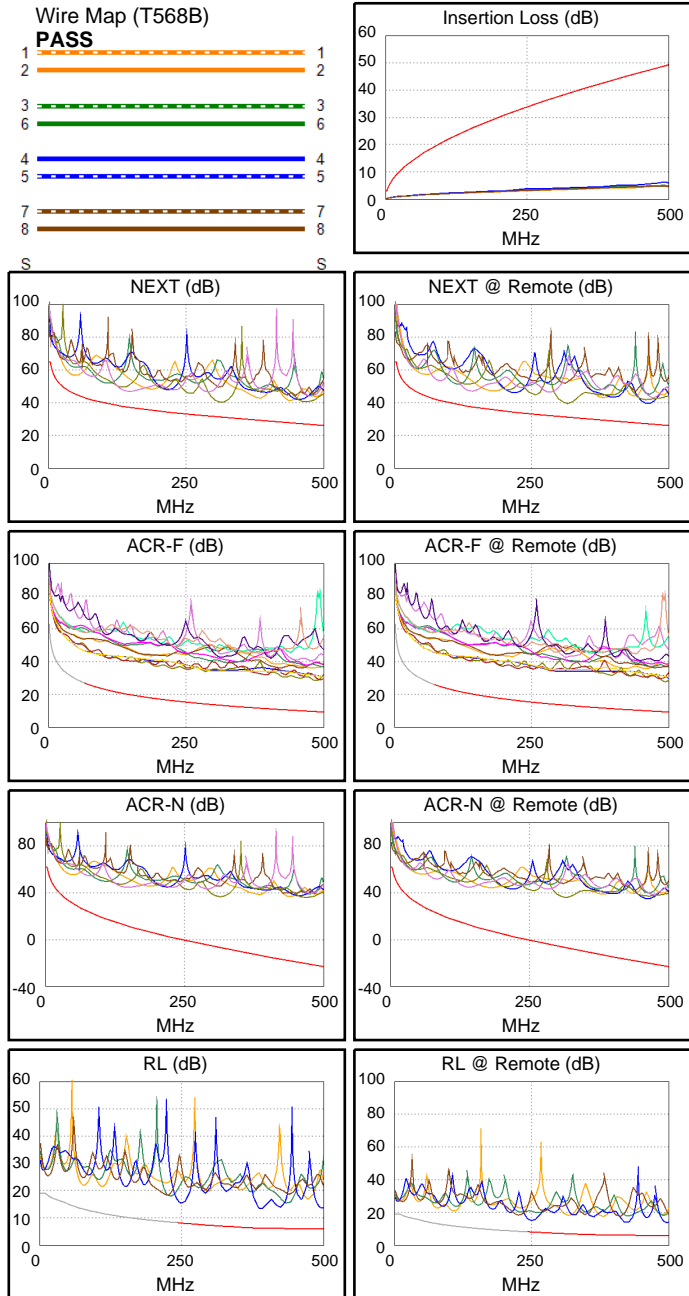 Wire Map (T568B)
PASS
1 1
2 2
3 3
6 6
4 4
5 5
7 7
8 8
S S
Insertion Loss (dB)
60
50
40
30
20
10
0
0 250 500
MHz
NEXT (dB)
100
80
60
40
20
0
0 250 500
MHz
NEXT @ Remote (dB)
100
80
60
40
20
0
0 250 500
MHz
ACR-F (dB)
100
80
60
40
20
0
0 250 500
MHz
ACR-F @ Remote (dB)
100
80
60
40
20
0
0 250 500
MHz
ACR-N (dB)
80
40
0
-40
0 250 500
MHz
ACR-N @ Remote (dB)
80
40
0
-40
0 250 500
MHz
RL (dB)
60
50
40
30
20
10
0
0 250 500
MHz
RL @ Remote (dB)
100
80
60
40
20
0
0 250 500
MHz